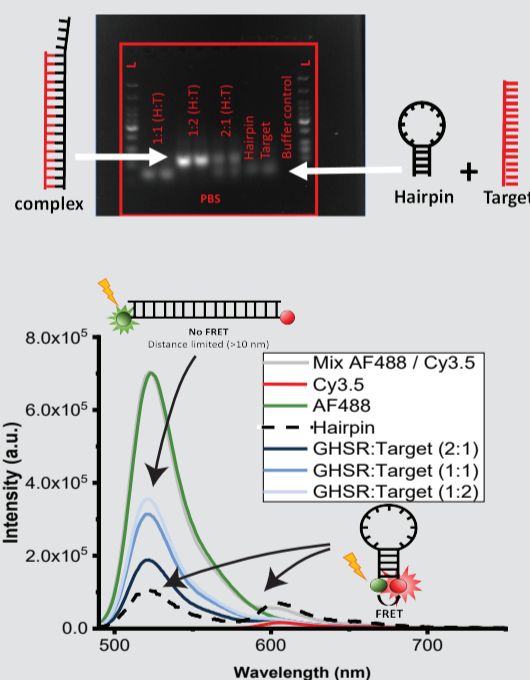 L
1:1 (H:T)
1:2 (H:T)
2:1 (H:T)
Hairpin
Target
Buffer control
L
PBS
complex
Hairpin
+
Target
No FRET
Distance limited (>10 nm)
8.0x10⁵
6.0x10⁵
4.0x10⁵
2.0x10⁵
0.0
Intensity (a.u.)
Mix AF488 / Cy3.5
Cy3.5
AF488
Hairpin
GHSR:Target (2:1)
GHSR:Target (1:1)
GHSR:Target (1:2)
FRET
500
600
700
Wavelength (nm)